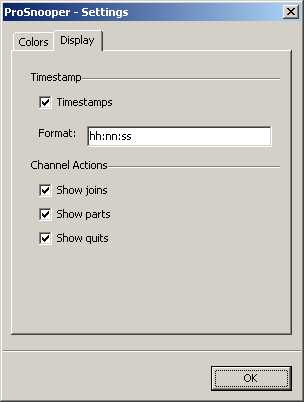 ProSnooper - Settings
Colors Display
Timestamp
Timestamps
Format: hh:nn:ss
Channel Actions
Show joins
Show parts
Show quits
OK